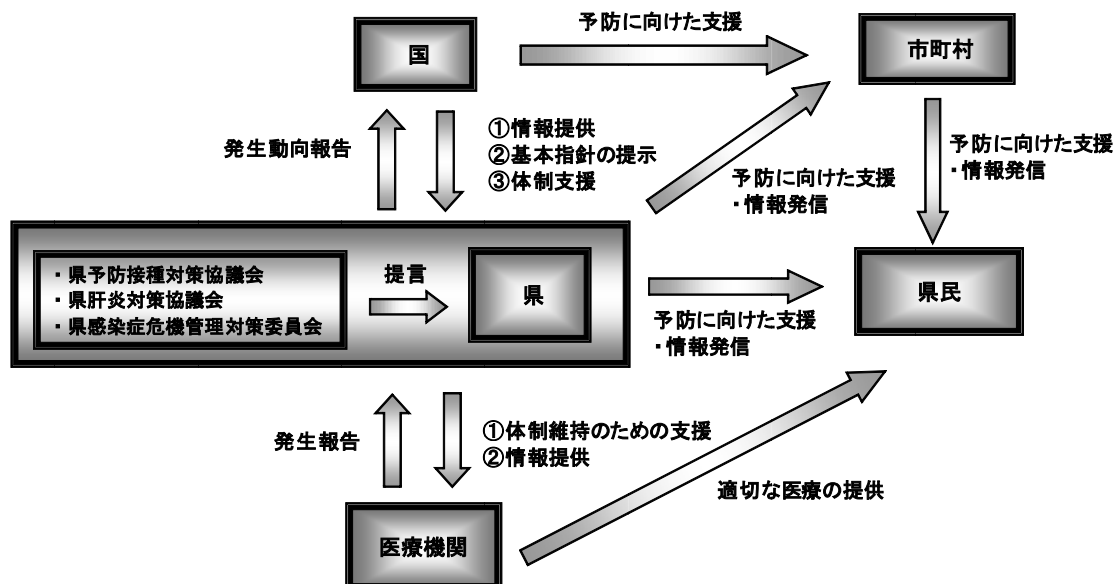 予防に向けた支援
国
市町村
発生動向報告
①情報提供
②基本指針の提示
③体制支援
予防に向けた支援
・情報発信
予防に向けた支援
・情報発信
・県予防接種対策協議会
・県肝炎対策協議会
・県感染症危機管理対策委員会
提言
県
県民
予防に向けた支援
・情報発信
発生報告
①体制維持のための支援
②情報提供
適切な医療の提供
医療機関